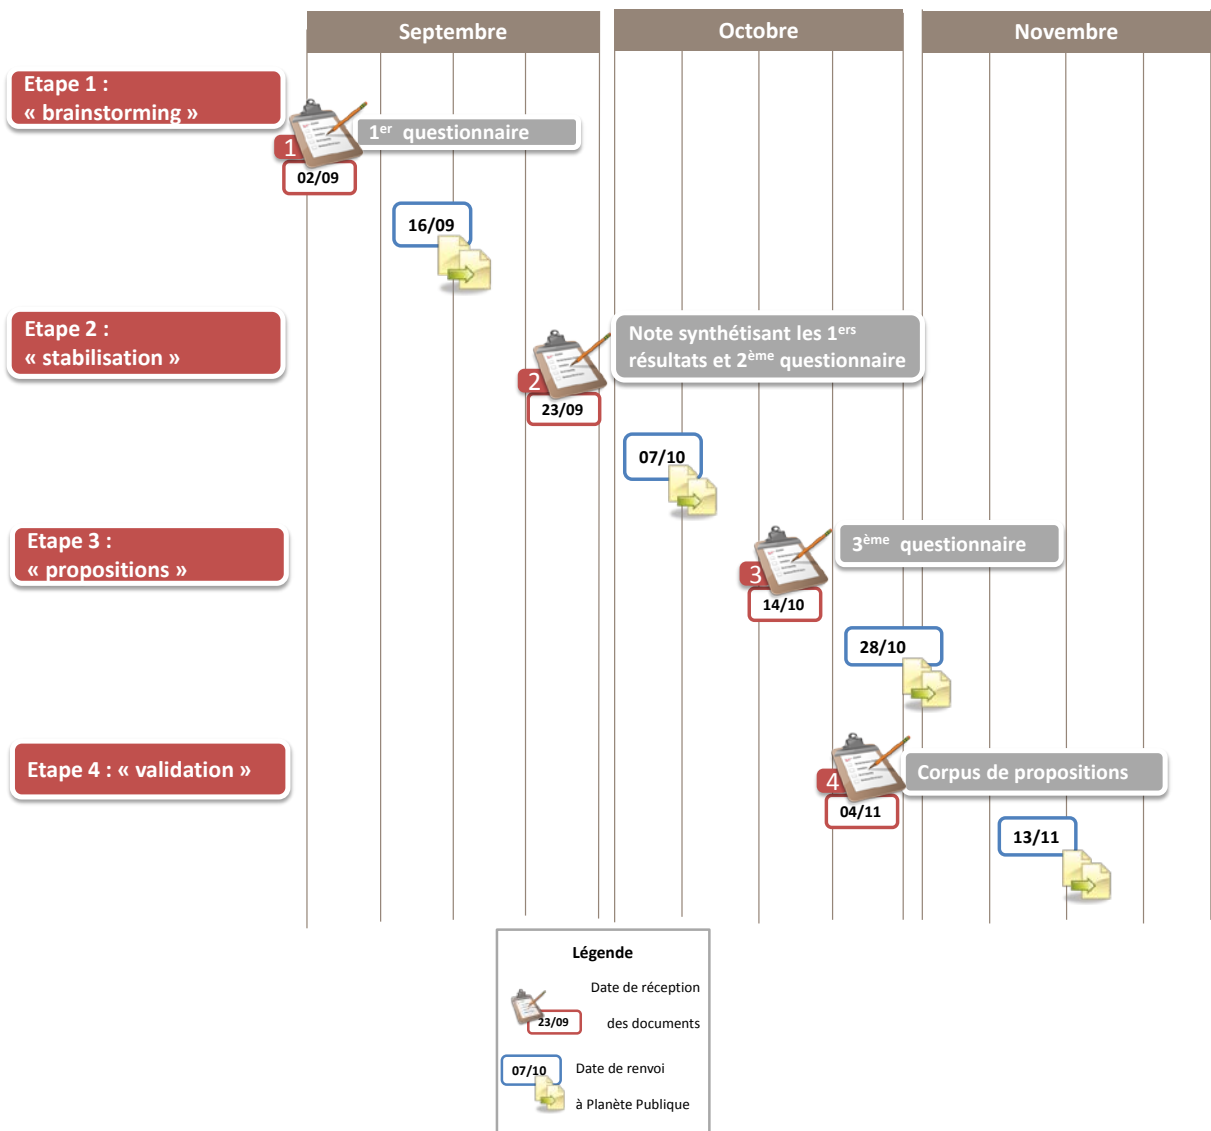 Septembre
Octobre
Novembre
Etape 1 :
« brainstorming »
1er questionnaire
1
02/09
16/09
Etape 2 :
« stabilisation »
Note synthétisant les 1ers
résultats et 2ème questionnaire
2
23/09
07/10
Etape 3 :
« propositions »
3ème questionnaire
3
14/10
28/10
Etape 4 : « validation »
Corpus de propositions
4
04/11
13/11
Légende
Date de réception
23/09
des documents
07/10
Date de renvoi
à Planète Publique